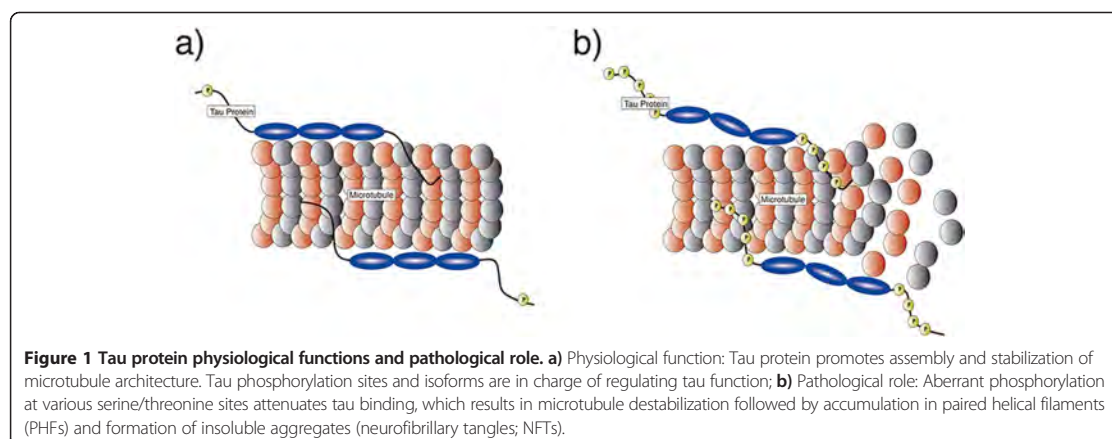 a)
b)
Tau Protein
Microtubule
P
P
P
P
P
P
Tau Protein
P
P
P
P
Microtubule
P
P
P
P
P
P
P
P
P
Figure 1 Tau protein physiological functions and pathological role. a) Physiological function: Tau protein promotes assembly and stabilization of
microtubule architecture. Tau phosphorylation sites and isoforms are in charge of regulating tau function; b) Pathological role: Aberrant phosphorylation
at various serine/threonine sites attenuates tau binding, which results in microtubule destabilization followed by accumulation in paired helical filaments
(PHFs) and formation of insoluble aggregates (neurofibrillary tangles; NFTs).